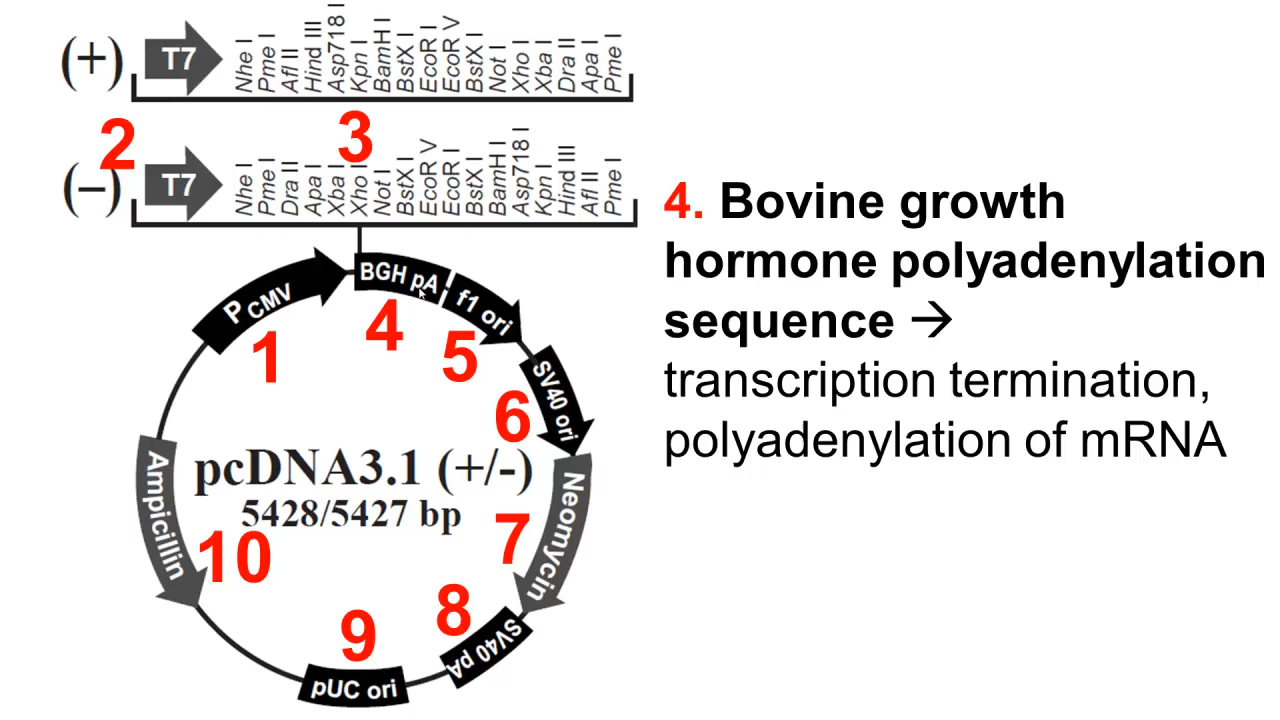 (+) T7 Nhe I Pme I Afl II Hind III Asp718 I Kpn I BamH I BstX I EcoR I EcoR V BstX I Not I Xho I Xba I Dra II Apa I Pme I
2 3
(–) T7 Nhe I Pme I Dra II Apa I Xba I Xho I Not I BstX I EcoR V EcoR I BstX I BamH I Asp718 I Kpn I Hind III Afl II Pme I
PCMV BGH pA f1 ori
1 4 5
SV40 ori
6
pcDNA3.1 (+/-)
5428/5427 bp
Ampicillin Neomycin
10 7
8
9
SV40 pA
pUC ori
4. Bovine growth
hormone polyadenylation
sequence →
transcription termination,
polyadenylation of mRNA